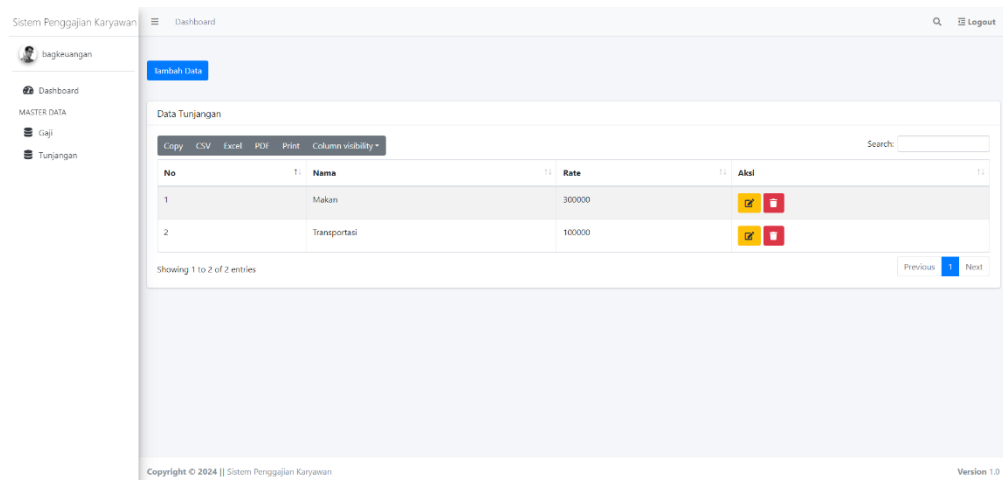 Sistem Penggajian Karyawan
Dashboard
Logout
bagkeuangan
Dashboard
MASTER DATA
Gaji
Tunjangan
Tambah Data
Data Tunjangan
Copy CSV Excel PDF Print Column visibility
Search:
No Nama Rate Aksi
1 Makan 300000
2 Transportasi 100000
Showing 1 to 2 of 2 entries
Previous 1 Next
Copyright © 2024 || Sistem Penggajian Karyawan
Version 1.0